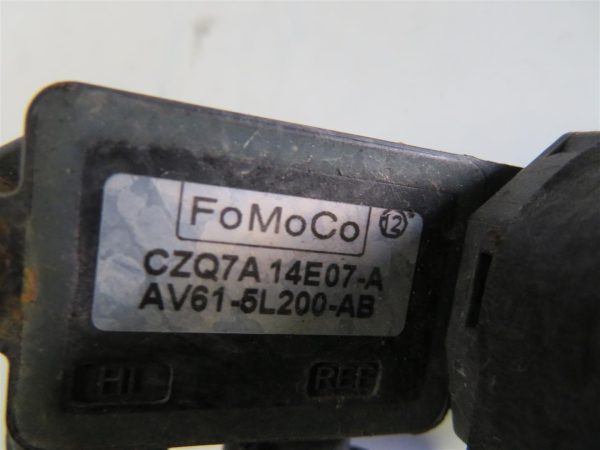 FoMoCo 12
CZQ7A 14E07-A
AV61-5L200-AB
HI REF